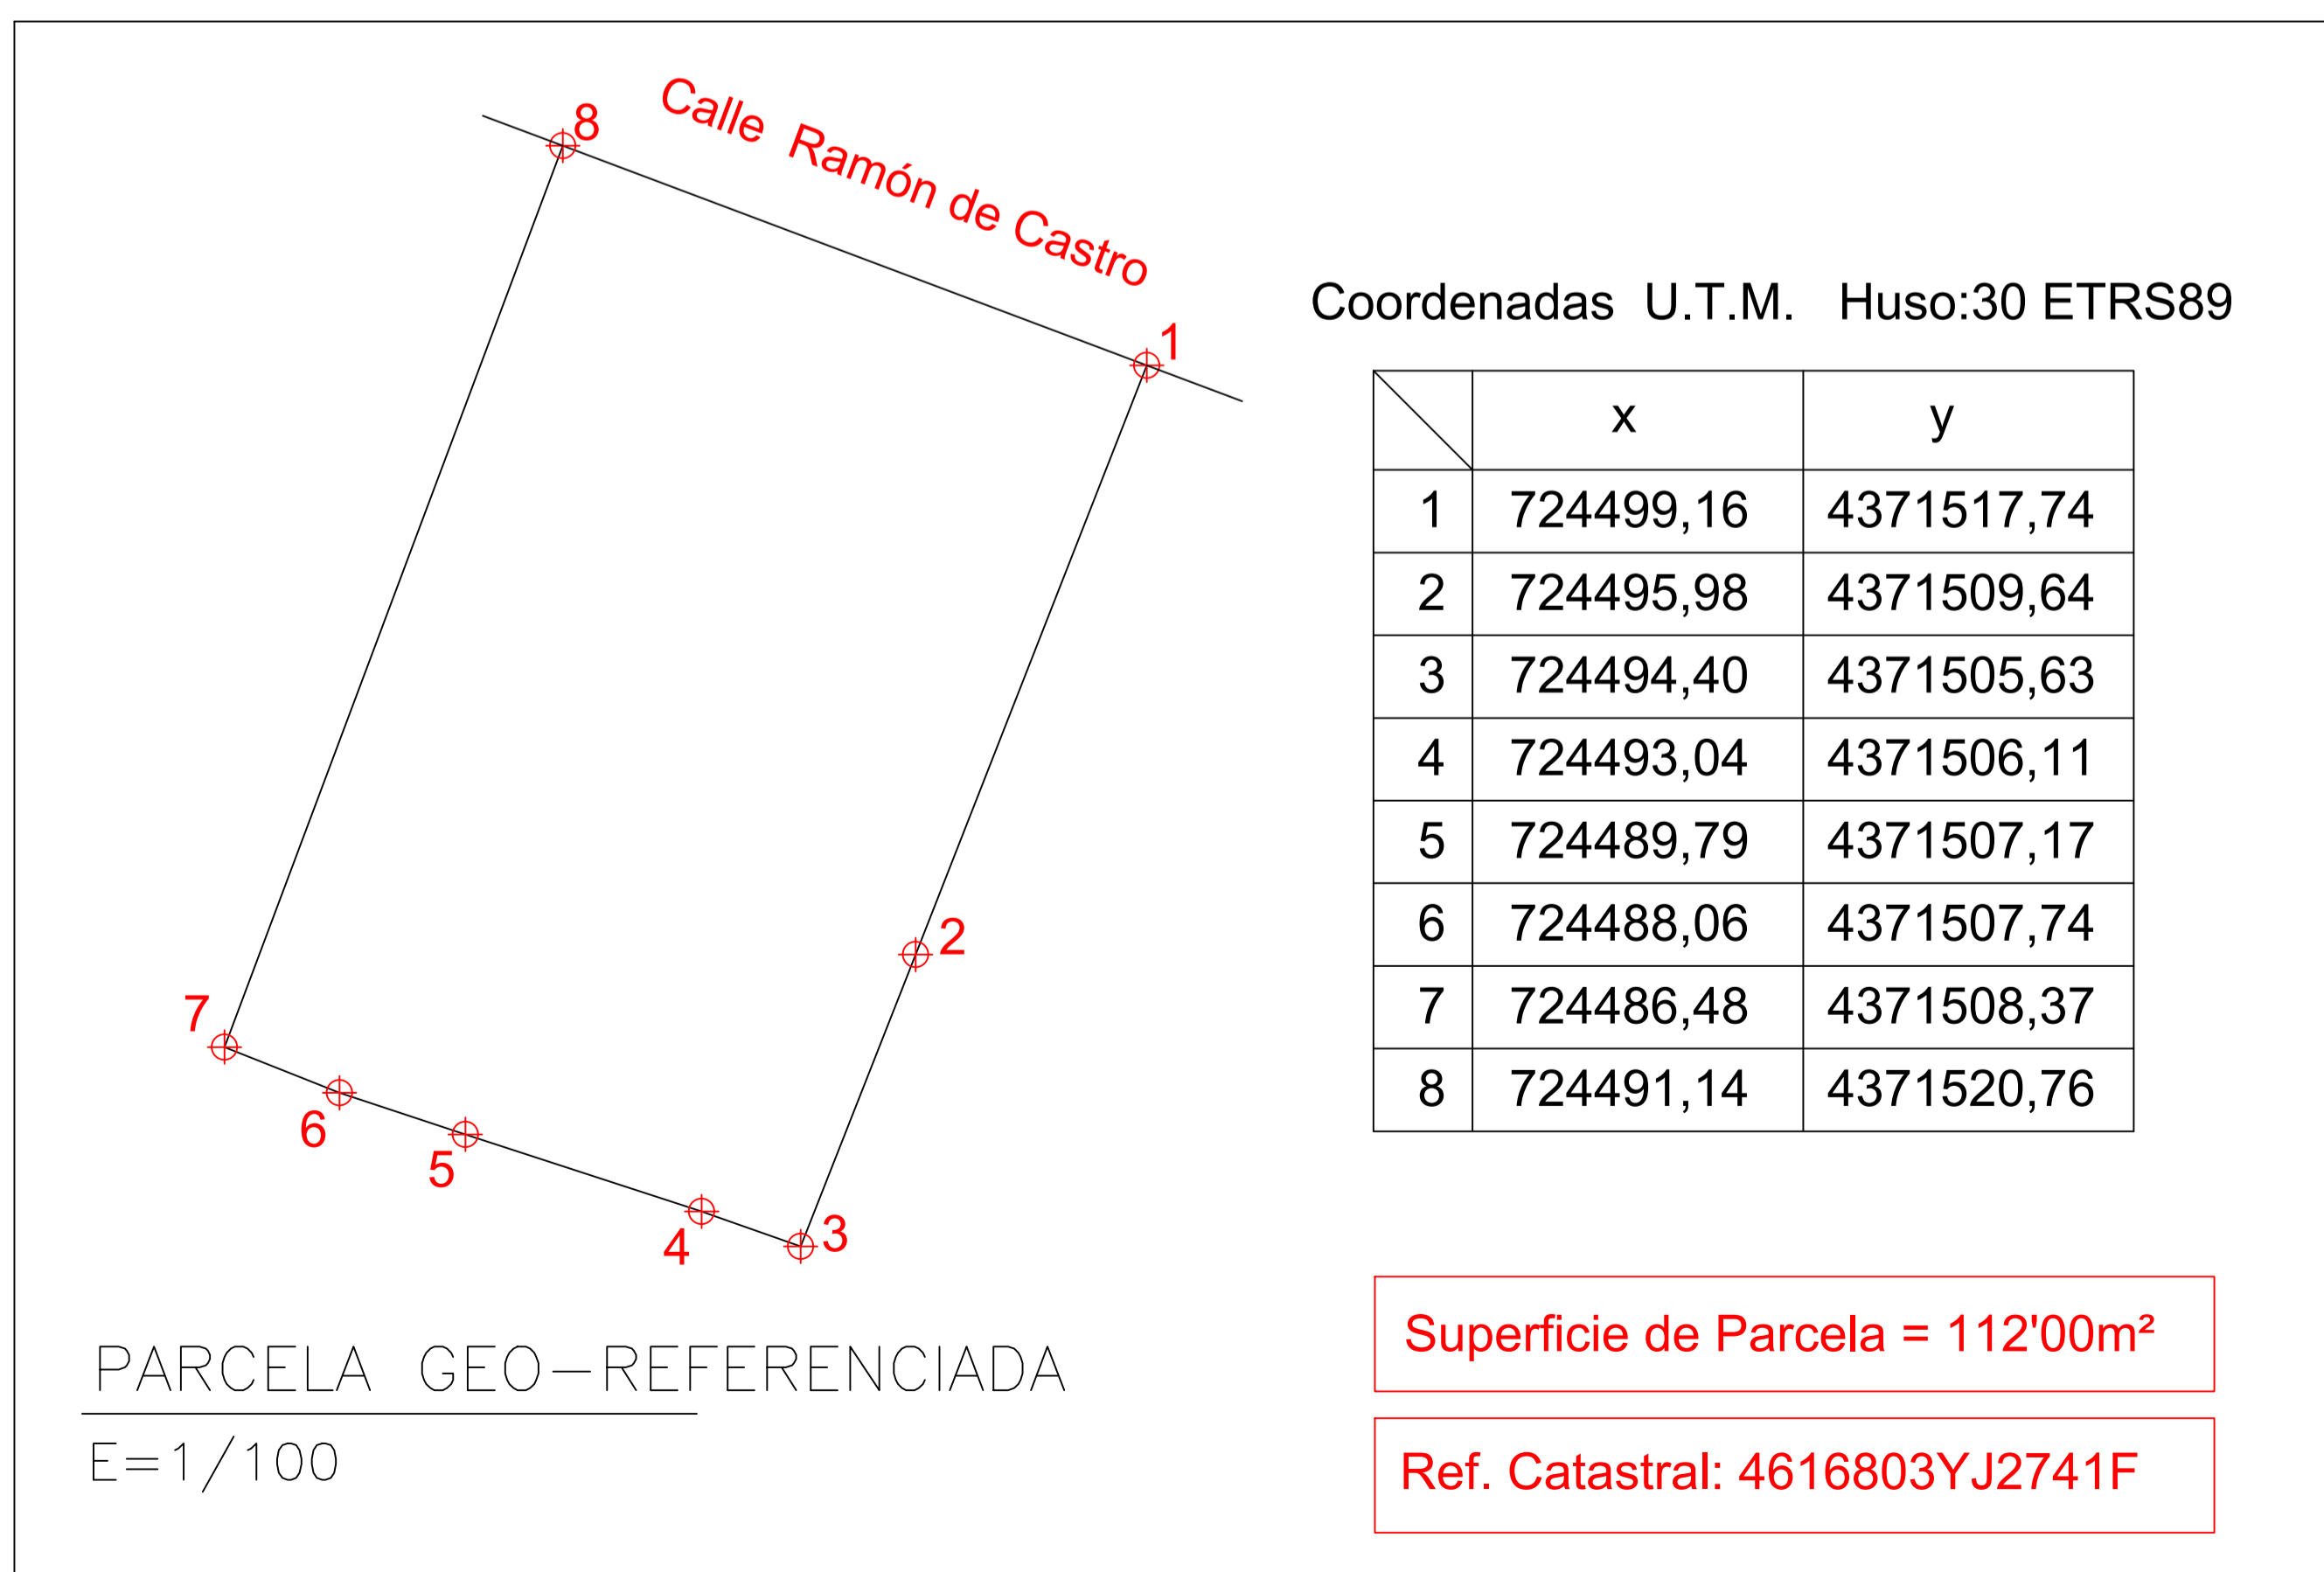 Calle Ramón de Castro
8
1
2
3
4
5
6
7
Coordenadas U.T.M. Huso:30 ETRS89
x y
1 724499,16 4371517,74
2 724495,98 4371509,64
3 724494,40 4371505,63
4 724493,04 4371506,11
5 724489,79 4371507,17
6 724488,06 4371507,74
7 724486,48 4371508,37
8 724491,14 4371520,76
Superficie de Parcela = 112'00m²
Ref. Catastral: 4616803YJ2741F
PARCELA GEO-REFERENCIADA
E=1/100